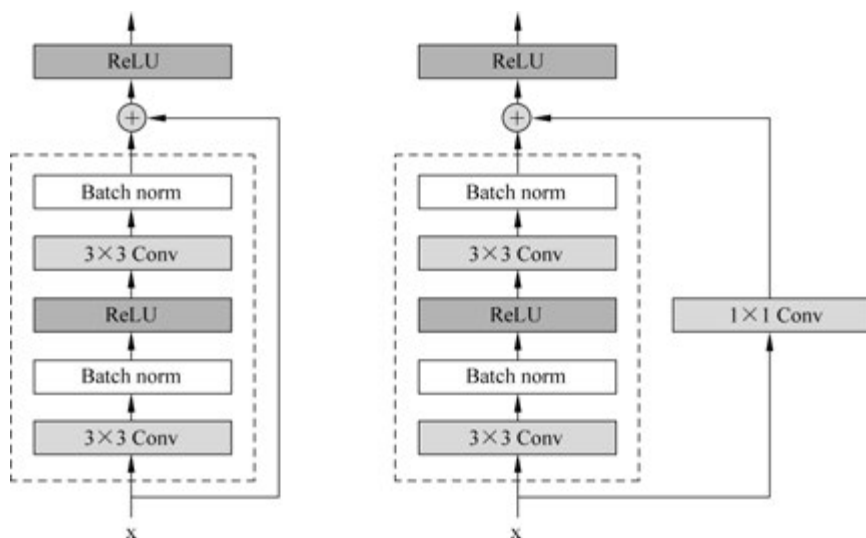 ReLU
+
Batch norm
3×3 Conv
ReLU
Batch norm
3×3 Conv
x
ReLU
+
Batch norm
3×3 Conv
ReLU
1×1 Conv
Batch norm
3×3 Conv
x